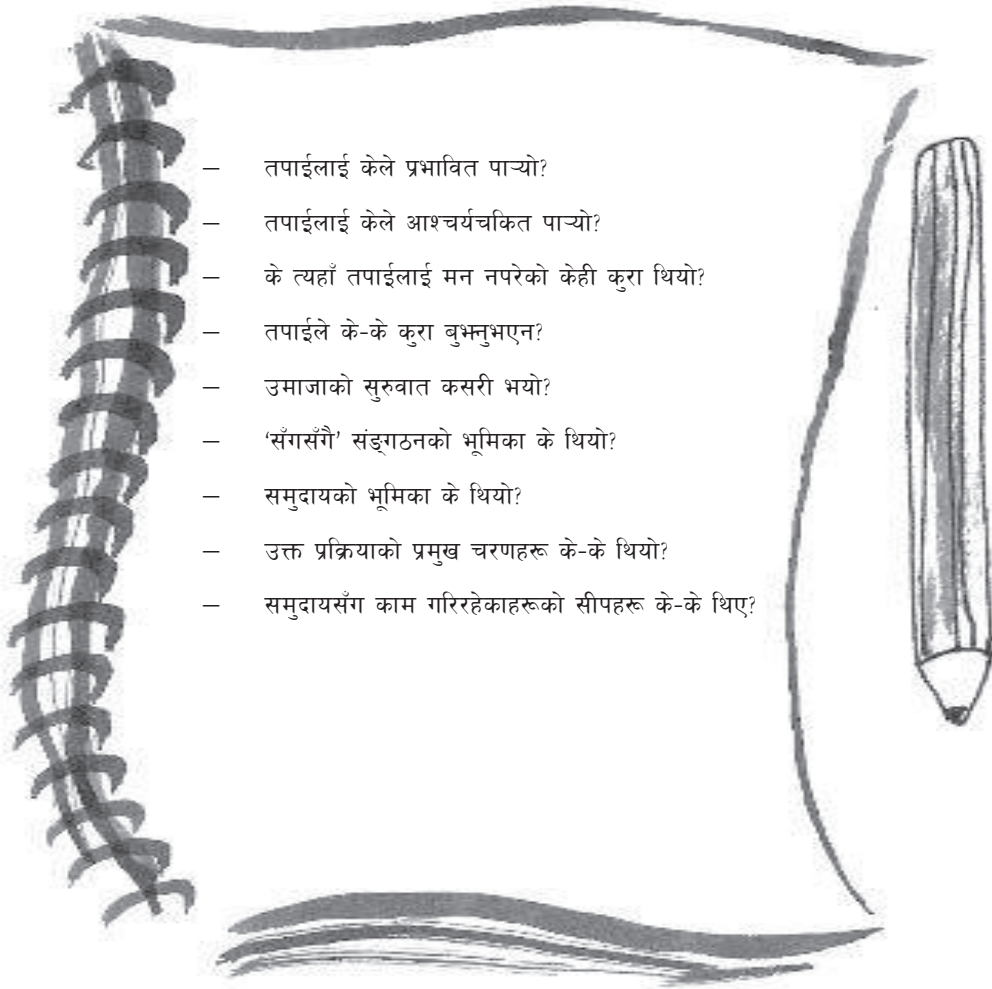 – तपाईलाई केले प्रभावित पाऱ्यो?
– तपाईलाई केले आश्चर्यचकित पाऱ्यो?
– के त्यहाँ तपाईलाई मन नपरेको केही कुरा थियो?
– तपाईले के-के कुरा बुझ्नुभएन?
– उमाजाको सुरुवात कसरी भयो?
– ‘सँगसँगै’ संङ्गठनको भूमिका के थियो?
– समुदायको भूमिका के थियो?
– उक्त प्रक्रियाको प्रमुख चरणहरू के-के थियो?
– समुदायसँग काम गरिरहेकाहरूको सीपहरू के-के थिए?